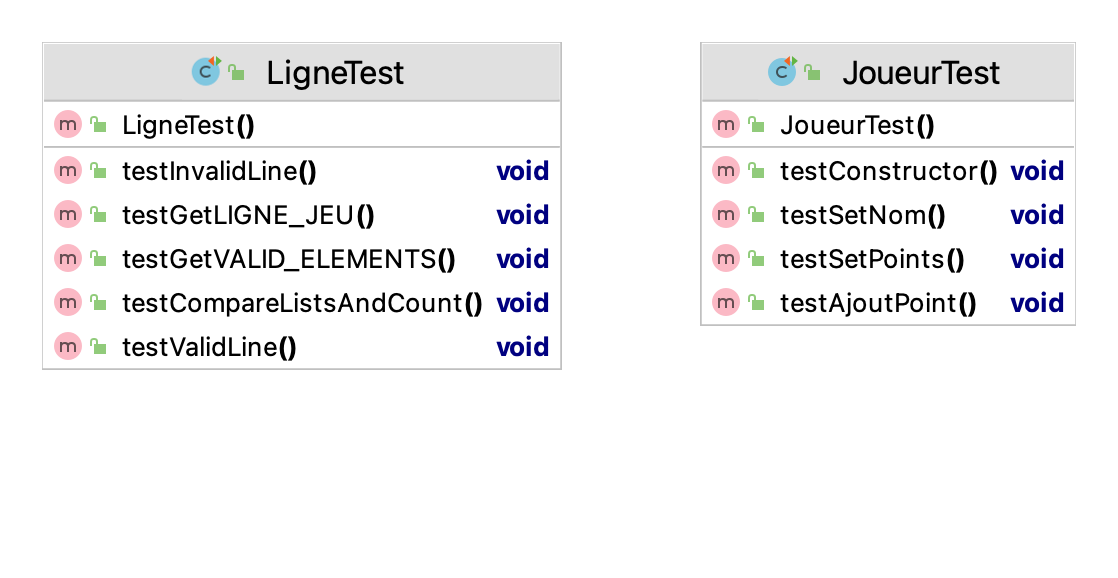 LigneTest
LigneTest()
testInvalidLine() void
testGetLIGNE_JEU() void
testGetVALID_ELEMENTS() void
testCompareListsAndCount() void
testValidLine() void
JoueurTest
JoueurTest()
testConstructor() void
testSetNom() void
testSetPoints() void
testAjoutPoint() void